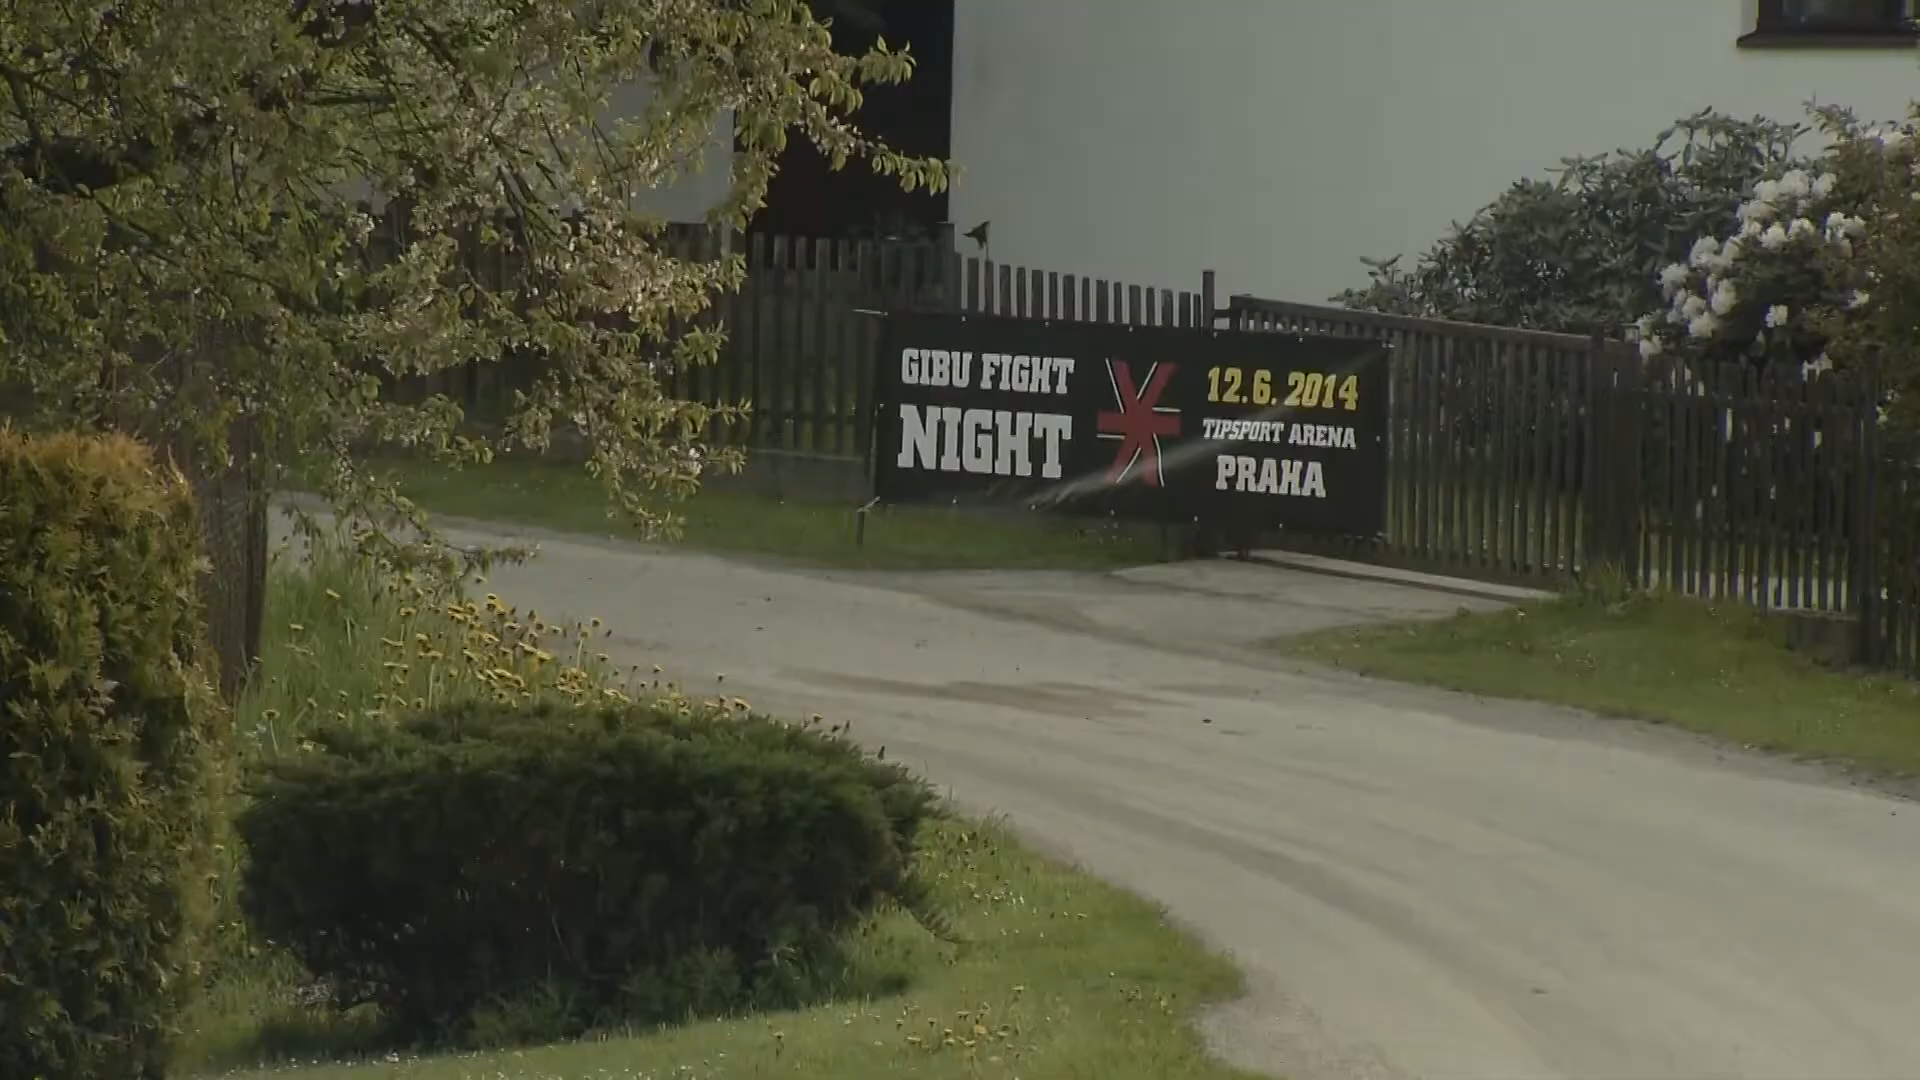 GIBU FIGHT
NIGHT
12.6.2014
TIPSPORT ARENA
PRAHA